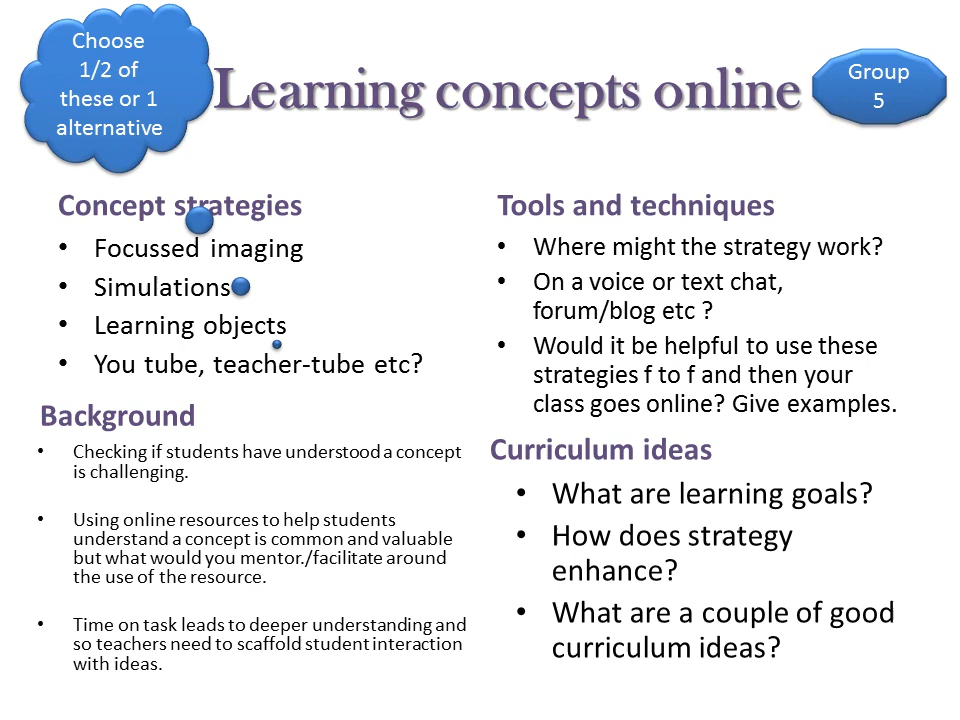 Choose
1/2 of
these or 1
alternative
Learning concepts online
Group
5
Concept strategies
• Focussed imaging
• Simulations
• Learning objects
• You tube, teacher-tube etc?
Background
• Checking if students have understood a concept
is challenging.
• Using online resources to help students
understand a concept is common and valuable
but what would you mentor./facilitate around
the use of the resource.
• Time on task leads to deeper understanding and
so teachers need to scaffold student interaction
with ideas.
Tools and techniques
• Where might the strategy work?
• On a voice or text chat,
forum/blog etc ?
• Would it be helpful to use these
strategies f to f and then your
class goes online? Give examples.
Curriculum ideas
• What are learning goals?
• How does strategy
enhance?
• What are a couple of good
curriculum ideas?